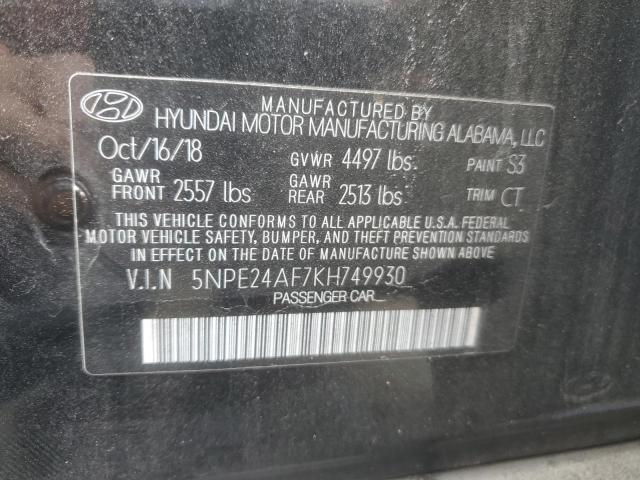 MANUFACTURED BY
HYUNDAI MOTOR MANUFACTURING ALABAMA, LLC
Oct/16/18 GVWR 4497 lbs. PAINT S3
GAWR FRONT 2557 lbs GAWR REAR 2513 lbs TRIM CT
THIS VEHICLE CONFORMS TO ALL APPLICABLE U.S.A. FEDERAL
MOTOR VEHICLE SAFETY, BUMPER, AND THEFT PREVENTION STANDARDS
IN EFFECT ON THE DATE OF MANUFACTURE SHOWN ABOVE
V.I.N 5NPE24AF7KH749930
PASSENGER CAR